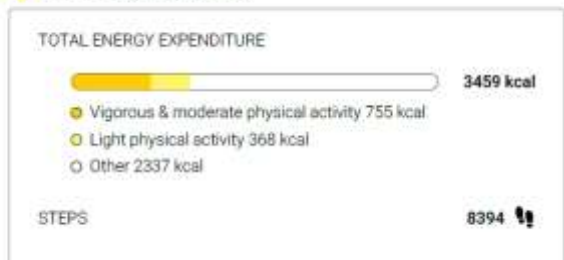 TOTAL ENERGY EXPENDITURE
3459 kcal
Vigorous & moderate physical activity 755 kcal
Light physical activity 368 kcal
Other 2337 kcal
STEPS 8394